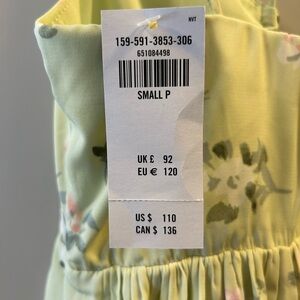 NVT
159-591-3853-306
651084498
SMALL P
UK £ 92
EU € 120
US $ 110
CAN $ 136